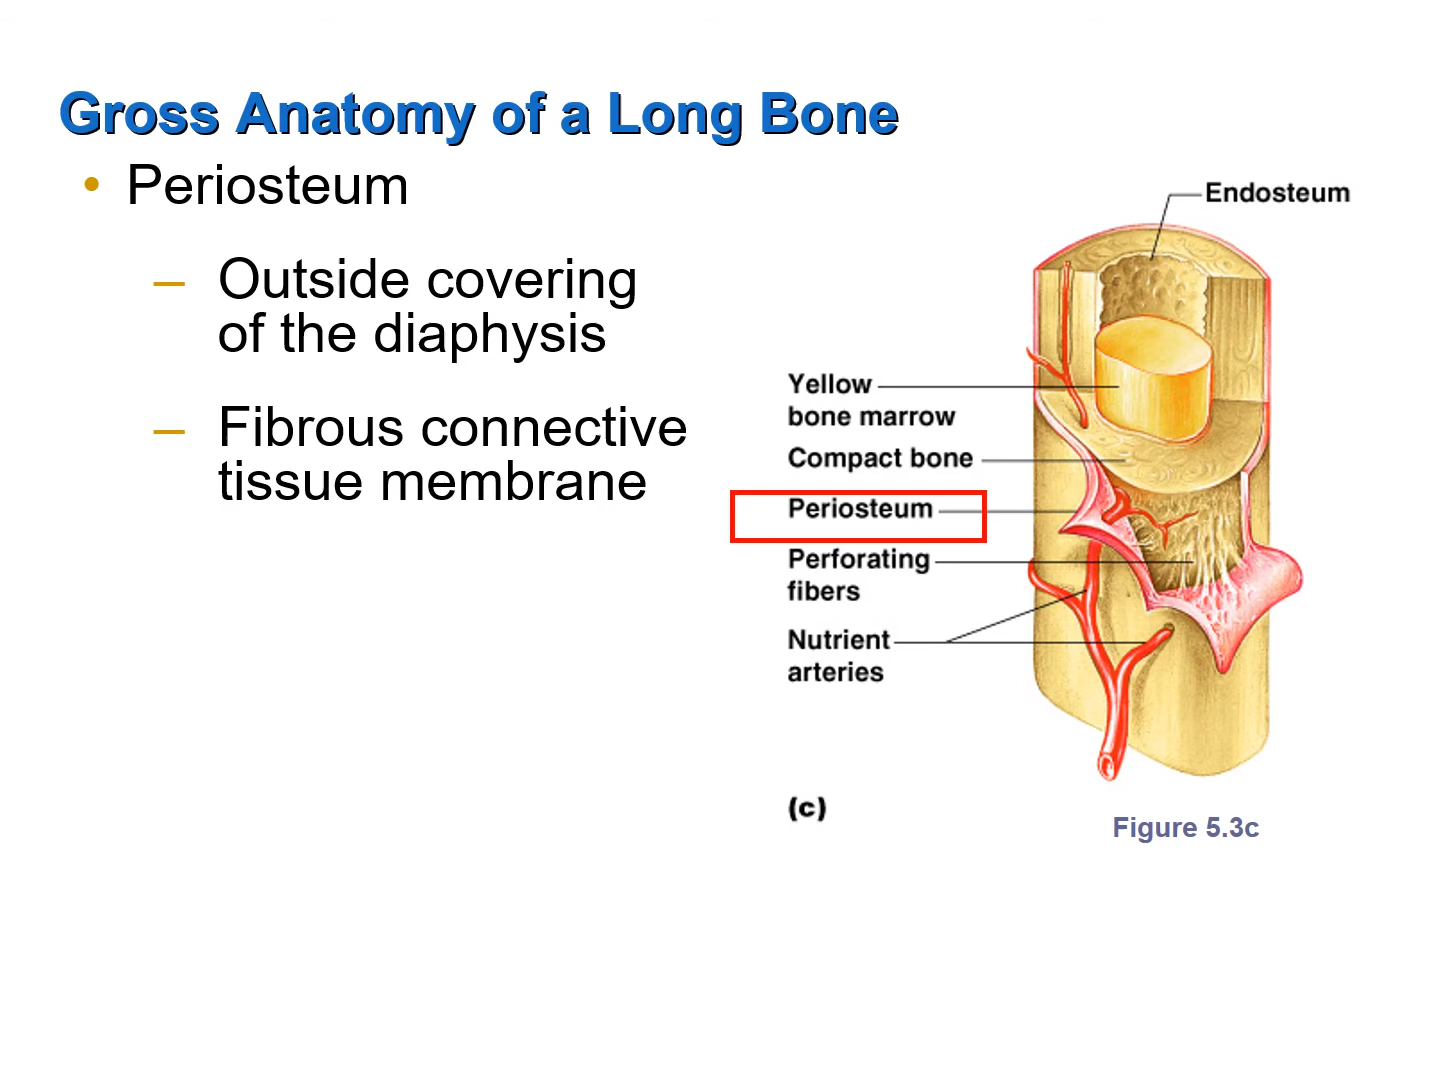 Gross Anatomy of a Long Bone
• Periosteum
– Outside covering
of the diaphysis
– Fibrous connective
tissue membrane
Endosteum
Yellow
bone marrow
Compact bone
Periosteum
Perforating
fibers
Nutrient
arteries
(c)
Figure 5.3c